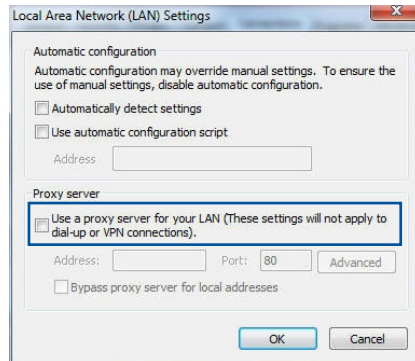 Local Area Network (LAN) Settings
Automatic configuration
Automatic configuration may override manual settings. To ensure the
use of manual settings, disable automatic configuration.
Automatically detect settings
Use automatic configuration script
Address
Proxy server
Use a proxy server for your LAN (These settings will not apply to
dial-up or VPN connections).
Address: Port: 80 Advanced
Bypass proxy server for local addresses
OK Cancel